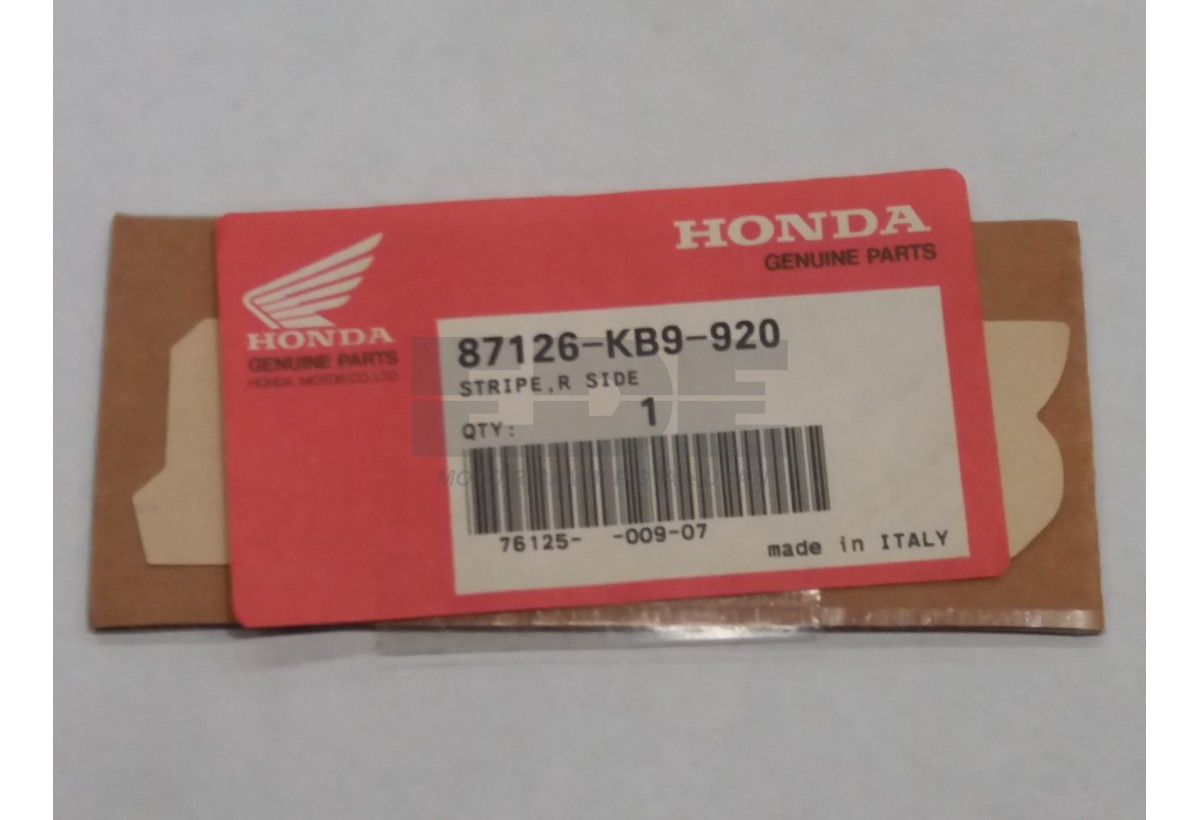 HONDA
GENUINE PARTS
HONDA
GENUINE PARTS
HONDA MOTOR CO., LTD.
87126-KB9-920
STRIPE,R SIDE
QTY: 1
76125- -009-07
made in ITALY
EDE